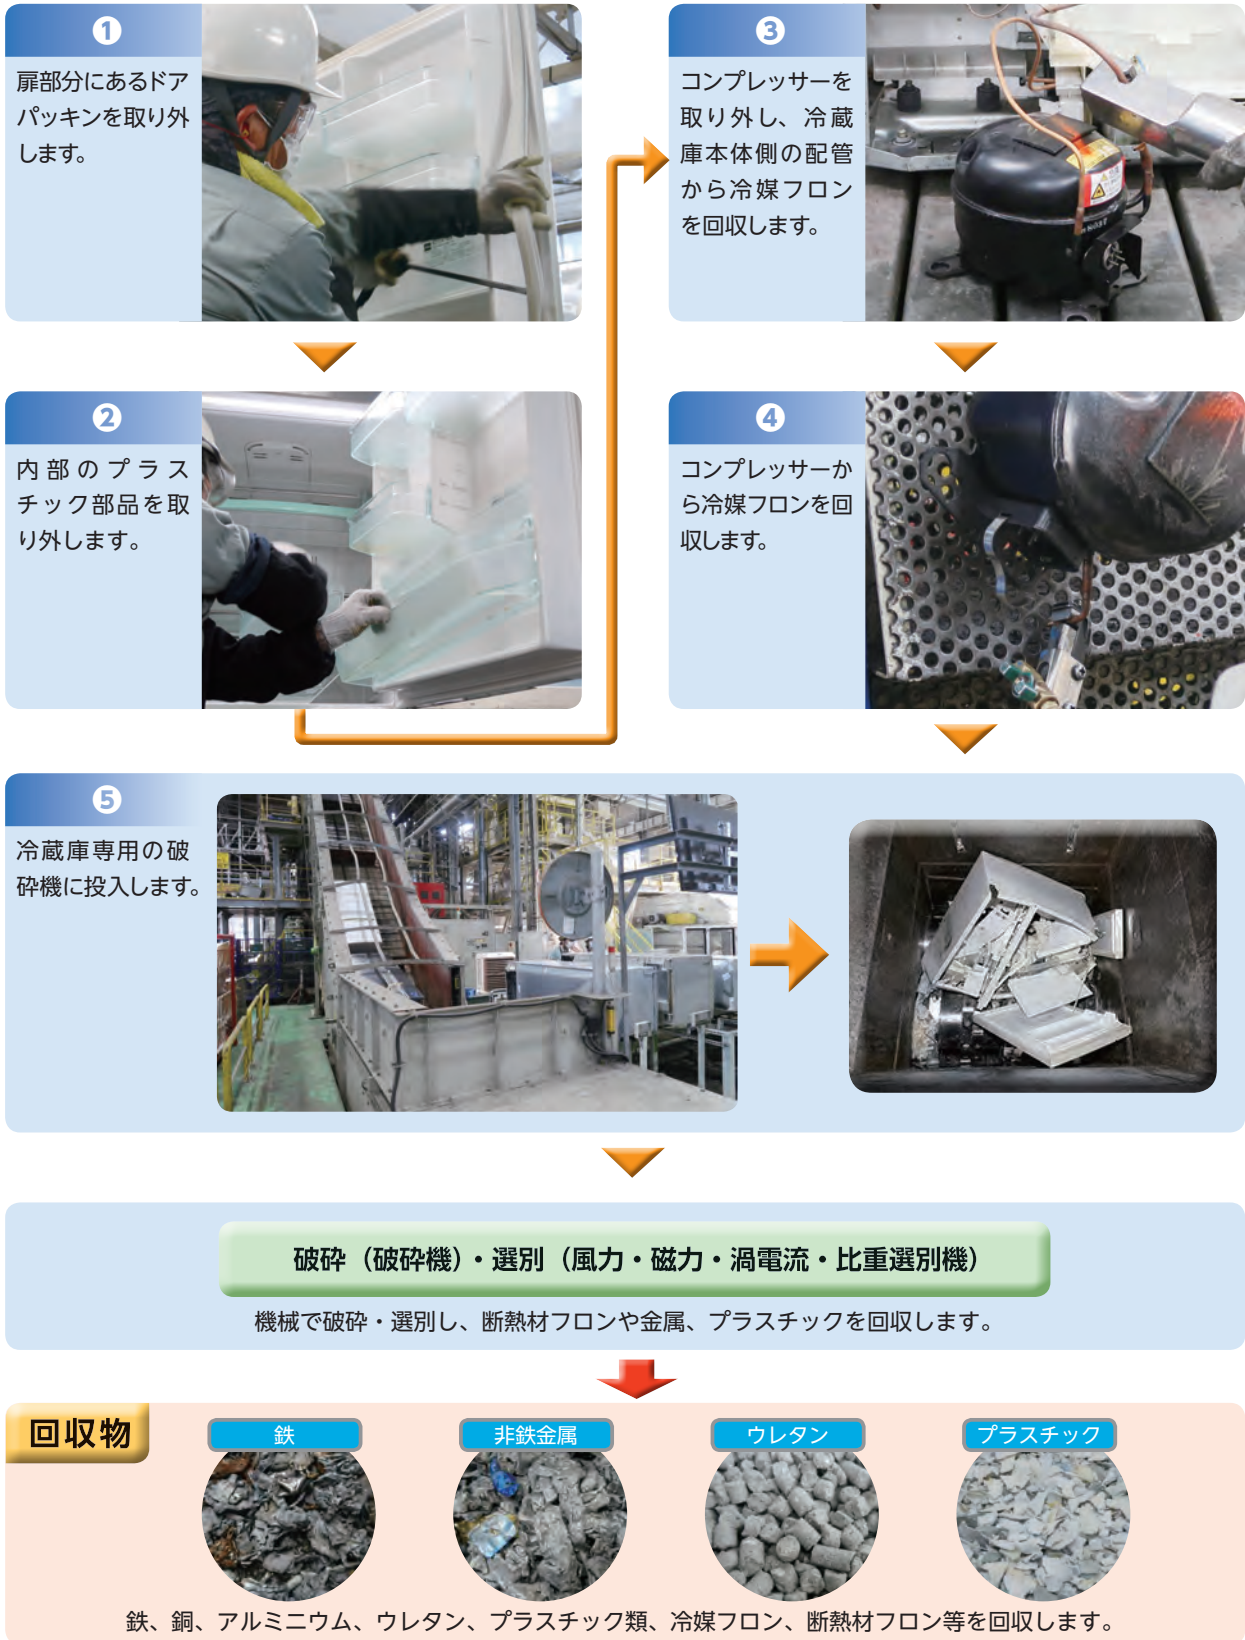 1
扉部分にあるドア
パッキンを取り外
します。
2
内部のプラス
チック部品を取
り外します。
3
コンプレッサーを
取り外し、冷蔵
庫本体側の配管
から冷媒フロン
を回収します。
4
コンプレッサーか
ら冷媒フロンを回
収します。
5
冷蔵庫専用の破
砕機に投入します。
破砕（破砕機）・選別（風力・磁力・渦電流・比重選別機）
機械で破砕・選別し、断熱材フロンや金属、プラスチックを回収します。
回収物
鉄
非鉄金属
ウレタン
プラスチック
鉄、銅、アルミニウム、ウレタン、プラスチック類、冷媒フロン、断熱材フロン等を回収します。